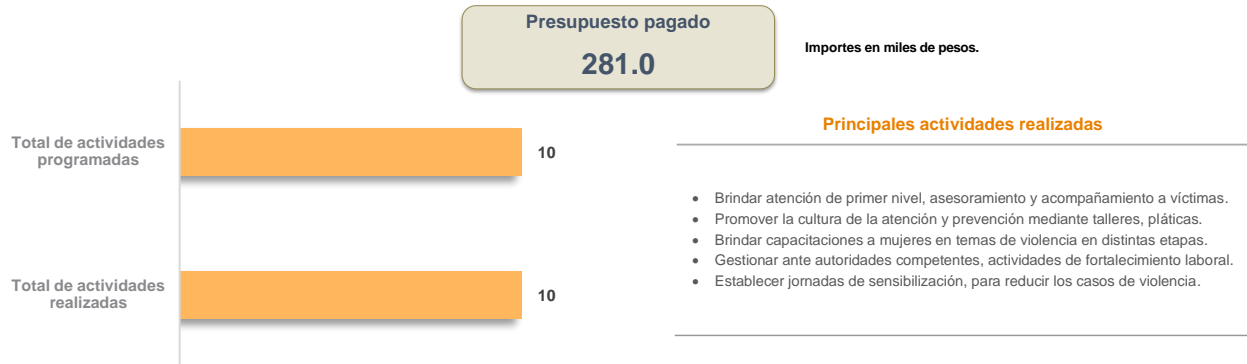 Presupuesto pagado
281.0
Importes en miles de pesos.
Total de actividades
programadas
10
Total de actividades
realizadas
10
Principales actividades realizadas
• Brindar atención de primer nivel, asesoramiento y acompañamiento a víctimas.
• Promover la cultura de la atención y prevención mediante talleres, pláticas.
• Brindar capacitaciones a mujeres en temas de violencia en distintas etapas.
• Gestionar ante autoridades competentes, actividades de fortalecimiento laboral.
• Establecer jornadas de sensibilización, para reducir los casos de violencia.